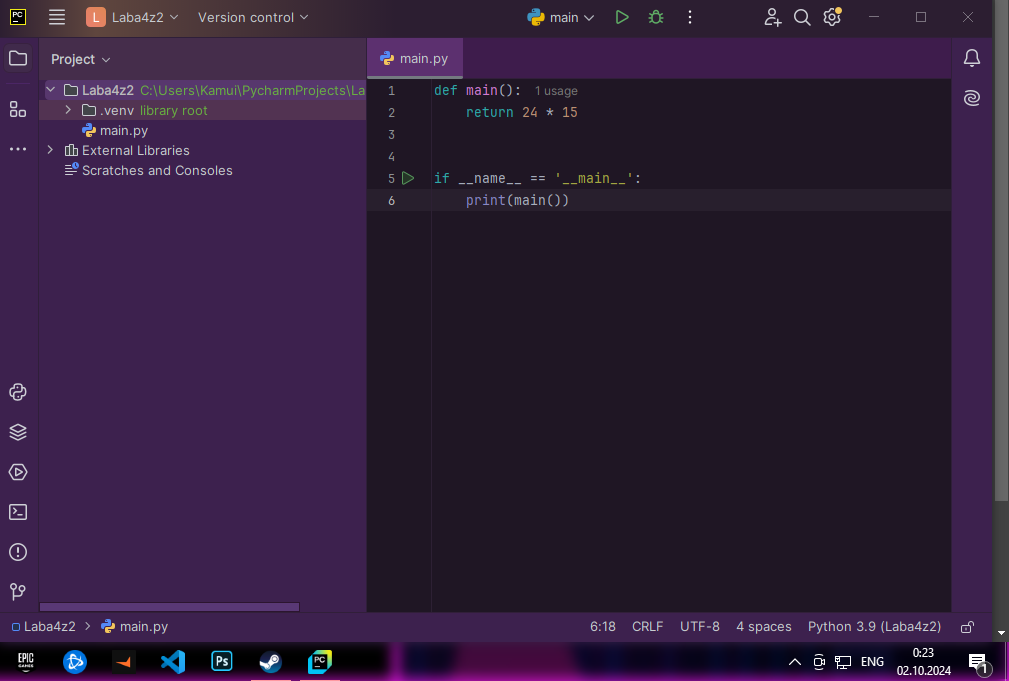 PC
L Laba4z2 Version control main
Project
main.py
Laba4z2 C:\Users\Kamui\PycharmProjects\La
.venv library root
main.py
External Libraries
Scratches and Consoles
1 def main(): 1 usage
2 return 24 * 15
3
4
5 if __name__ == '__main__':
6 print(main())
Laba4z2 > main.py 6:18 CRLF UTF-8 4 spaces Python 3.9 (Laba4z2)
EPIC GAMES Ps PC ENG 0:23
02.10.2024 1